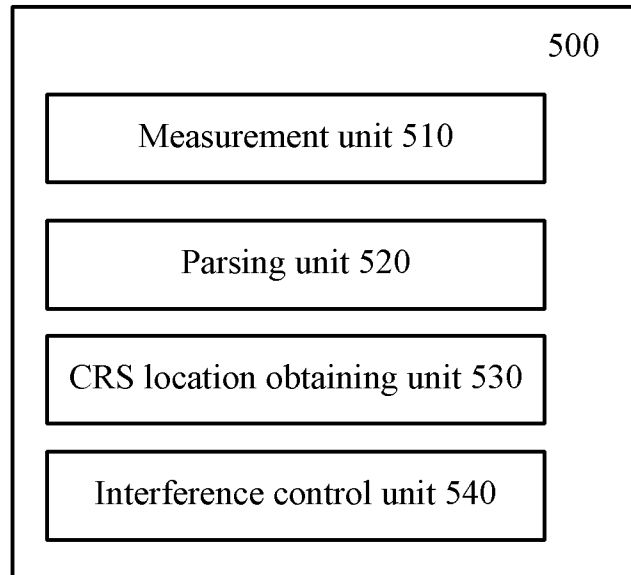 500
Measurement unit 510
Parsing unit 520
CRS location obtaining unit 530
Interference control unit 540